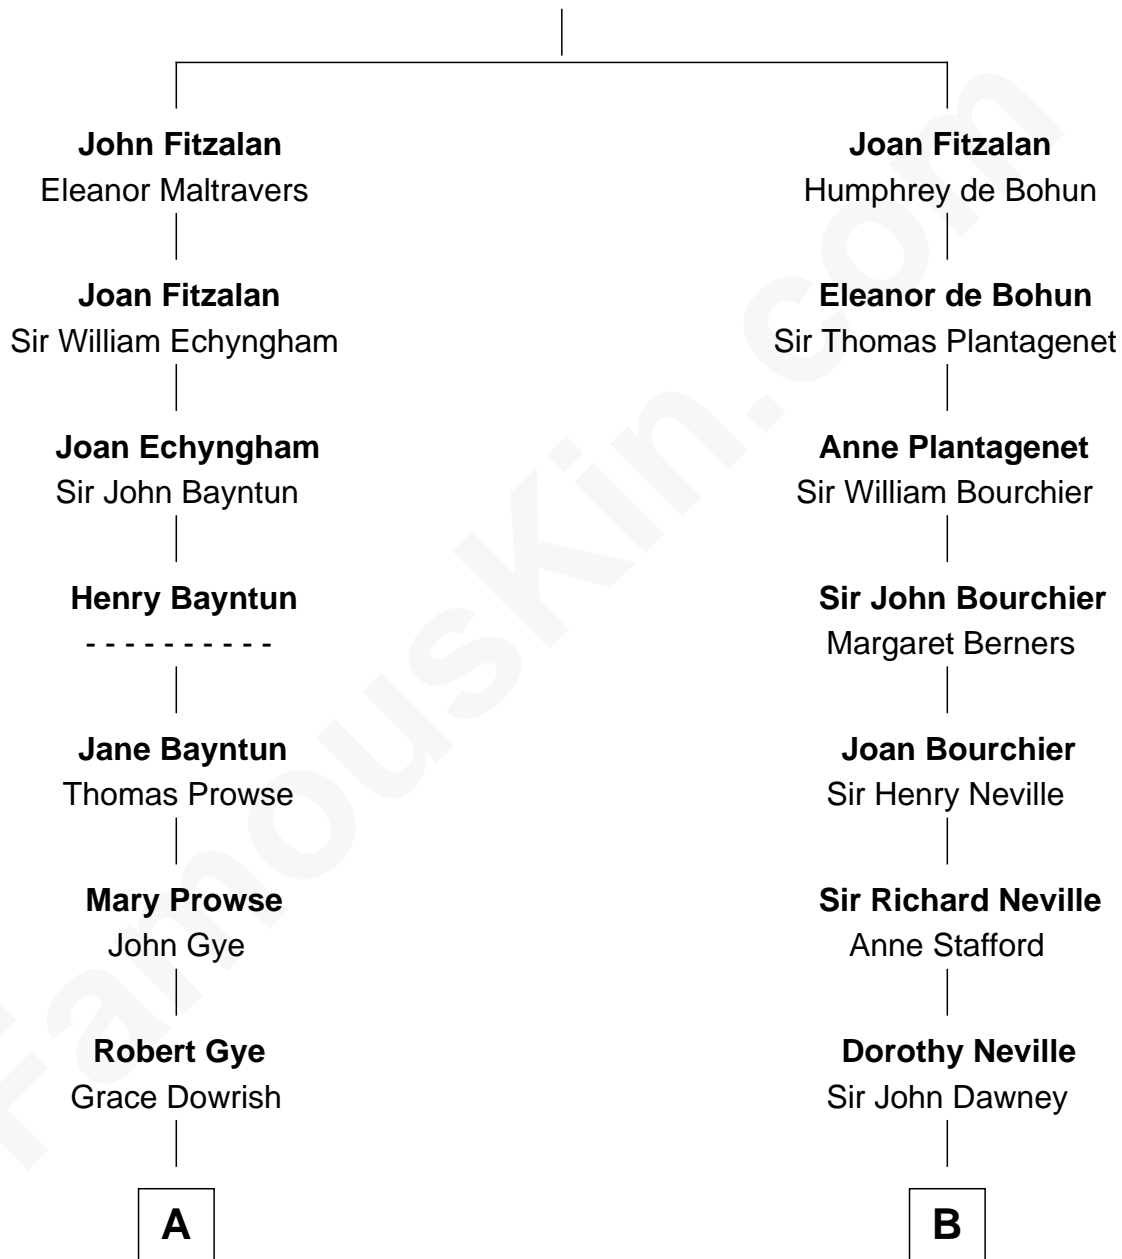 John Fitzalan
Eleanor Maltravers
Joan Fitzalan
Sir William Echyngham
Joan Echyngham
Sir John Bayntun
Henry Bayntun
- - - - - - - - - -
Jane Bayntun
Thomas Prowse
Mary Prowse
John Gye
Robert Gye
Grace Dowrish
A
Joan Fitzalan
Humphrey de Bohun
Eleanor de Bohun
Sir Thomas Plantagenet
Anne Plantagenet
Sir William Bourchier
Sir John Bourchier
Margaret Berners
Joan Bourchier
Sir Henry Neville
Sir Richard Neville
Anne Stafford
Dorothy Neville
Sir John Dawney
B
FamousKin.com